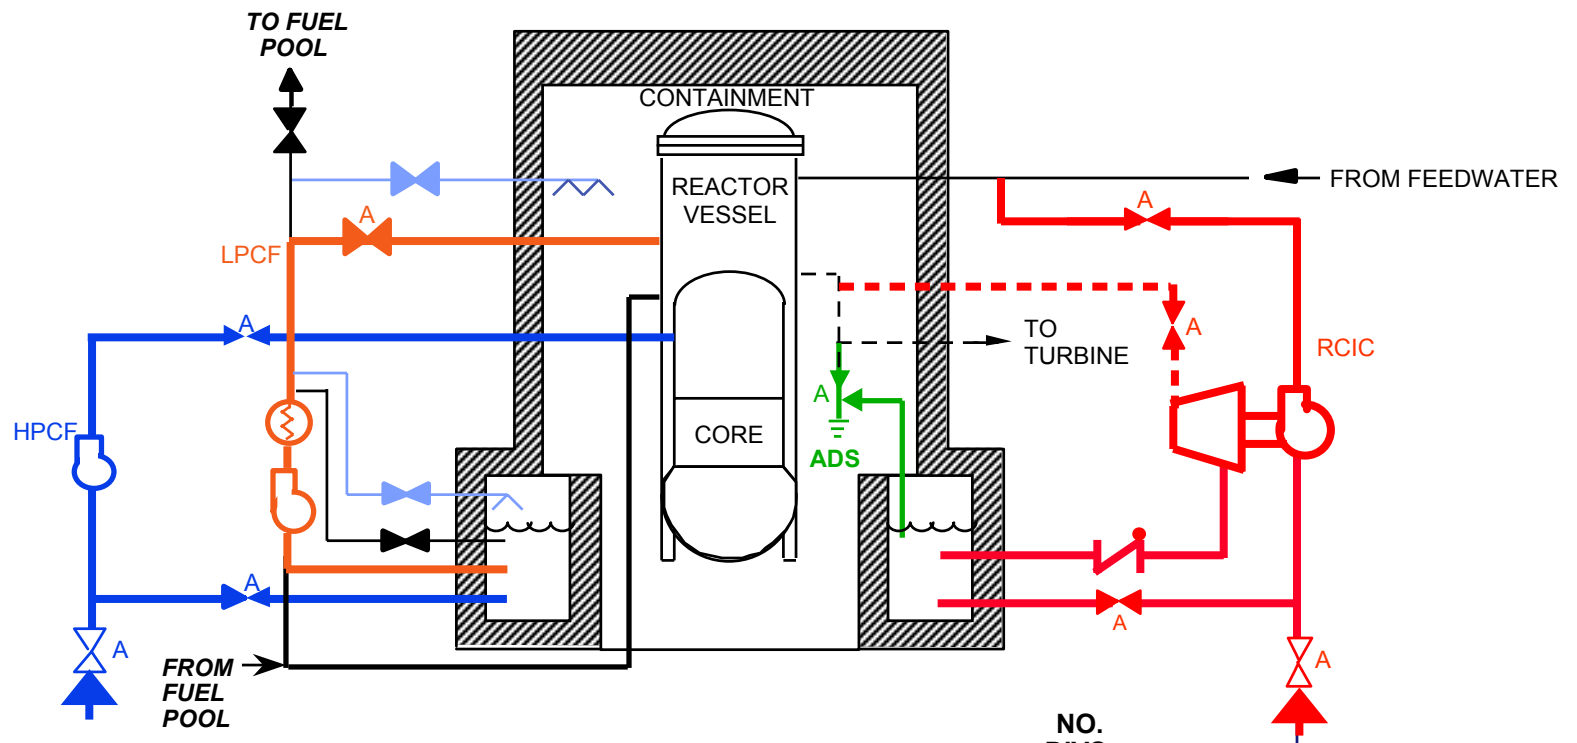 TO FUEL
POOL
CONTAINMENT
REACTOR
VESSEL
FROM FEEDWATER
A
A
LPCF
A
A
TO
TURBINE
RCIC
A
HPCF
CORE
ADS
A
A
A
A
FROM
FUEL
POOL
NO.